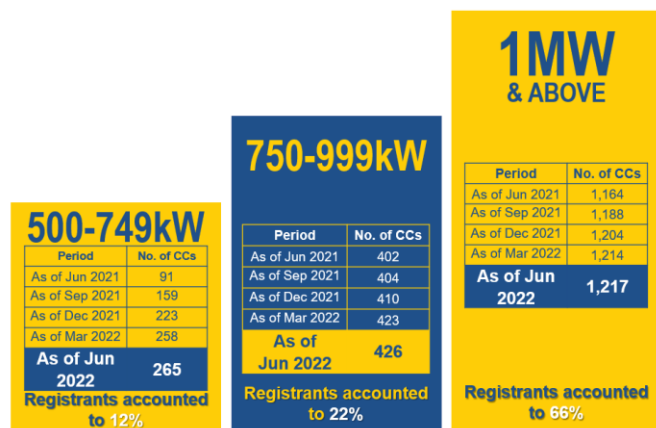 500-749kW
Period No. of CCs
As of Jun 2021 91
As of Sep 2021 159
As of Dec 2021 223
As of Mar 2022 258
As of Jun
2022 265
Registrants accounted
to 12%
750-999kW
Period No. of CCs
As of Jun 2021 402
As of Sep 2021 404
As of Dec 2021 410
As of Mar 2022 423
As of
Jun 2022 426
Registrants accounted
to 22%
1MW
& ABOVE
Period No. of CCs
As of Jun 2021 1,164
As of Sep 2021 1,188
As of Dec 2021 1,204
As of Mar 2022 1,214
As of Jun
2022 1,217
Registrants accounted
to 66%